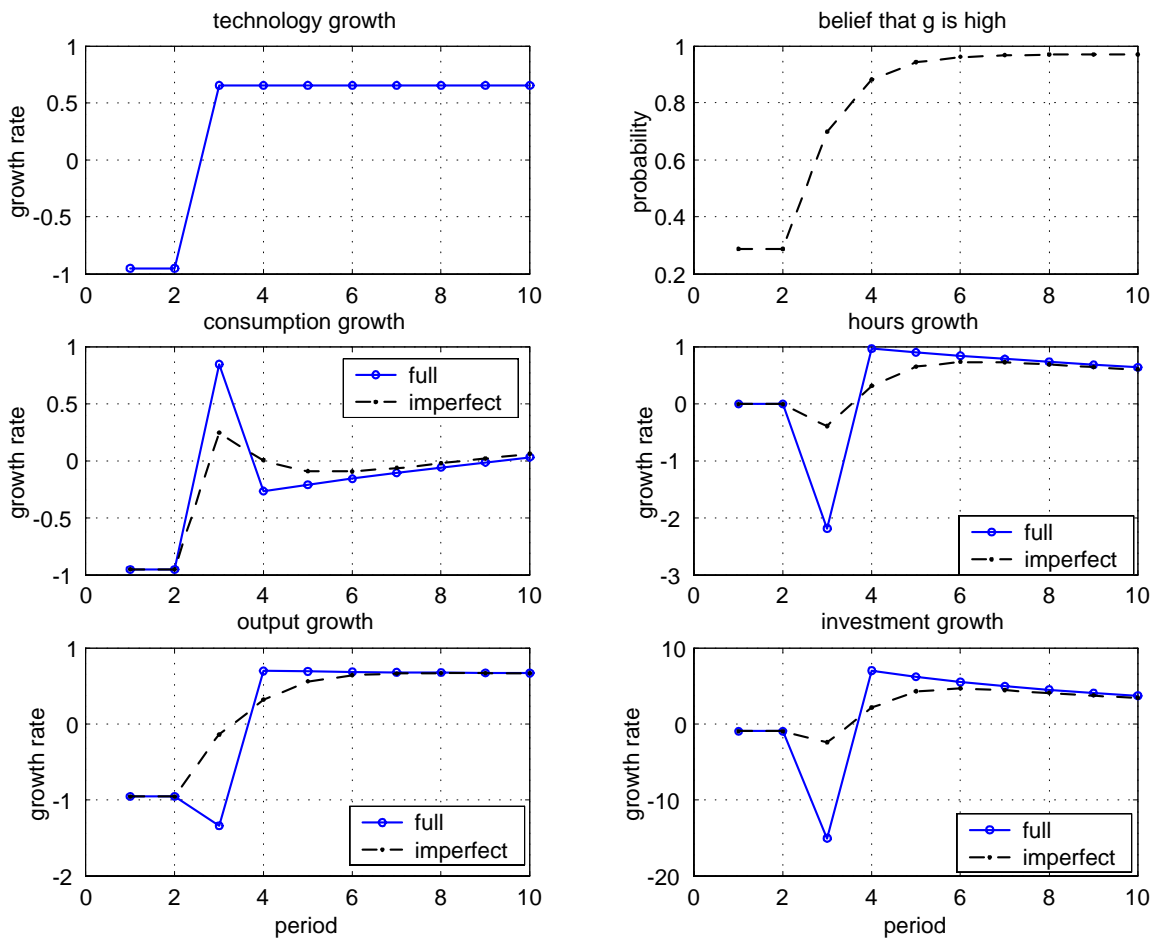 technology growth
1
0.5
0
-0.5
-1
growth rate
0 2 4 6 8 10
belief that g is high
1
0.8
0.6
0.4
0.2
probability
0 2 4 6 8 10
consumption growth
1
0.5
0
-0.5
-1
growth rate
full
imperfect
0 2 4 6 8 10
hours growth
1
0
-1
-2
-3
growth rate
full
imperfect
0 2 4 6 8 10
output growth
1
0
-1
-2
growth rate
full
imperfect
0 2 4 6 8 10
period
investment growth
10
0
-10
-20
growth rate
full
imperfect
0 2 4 6 8 10
period